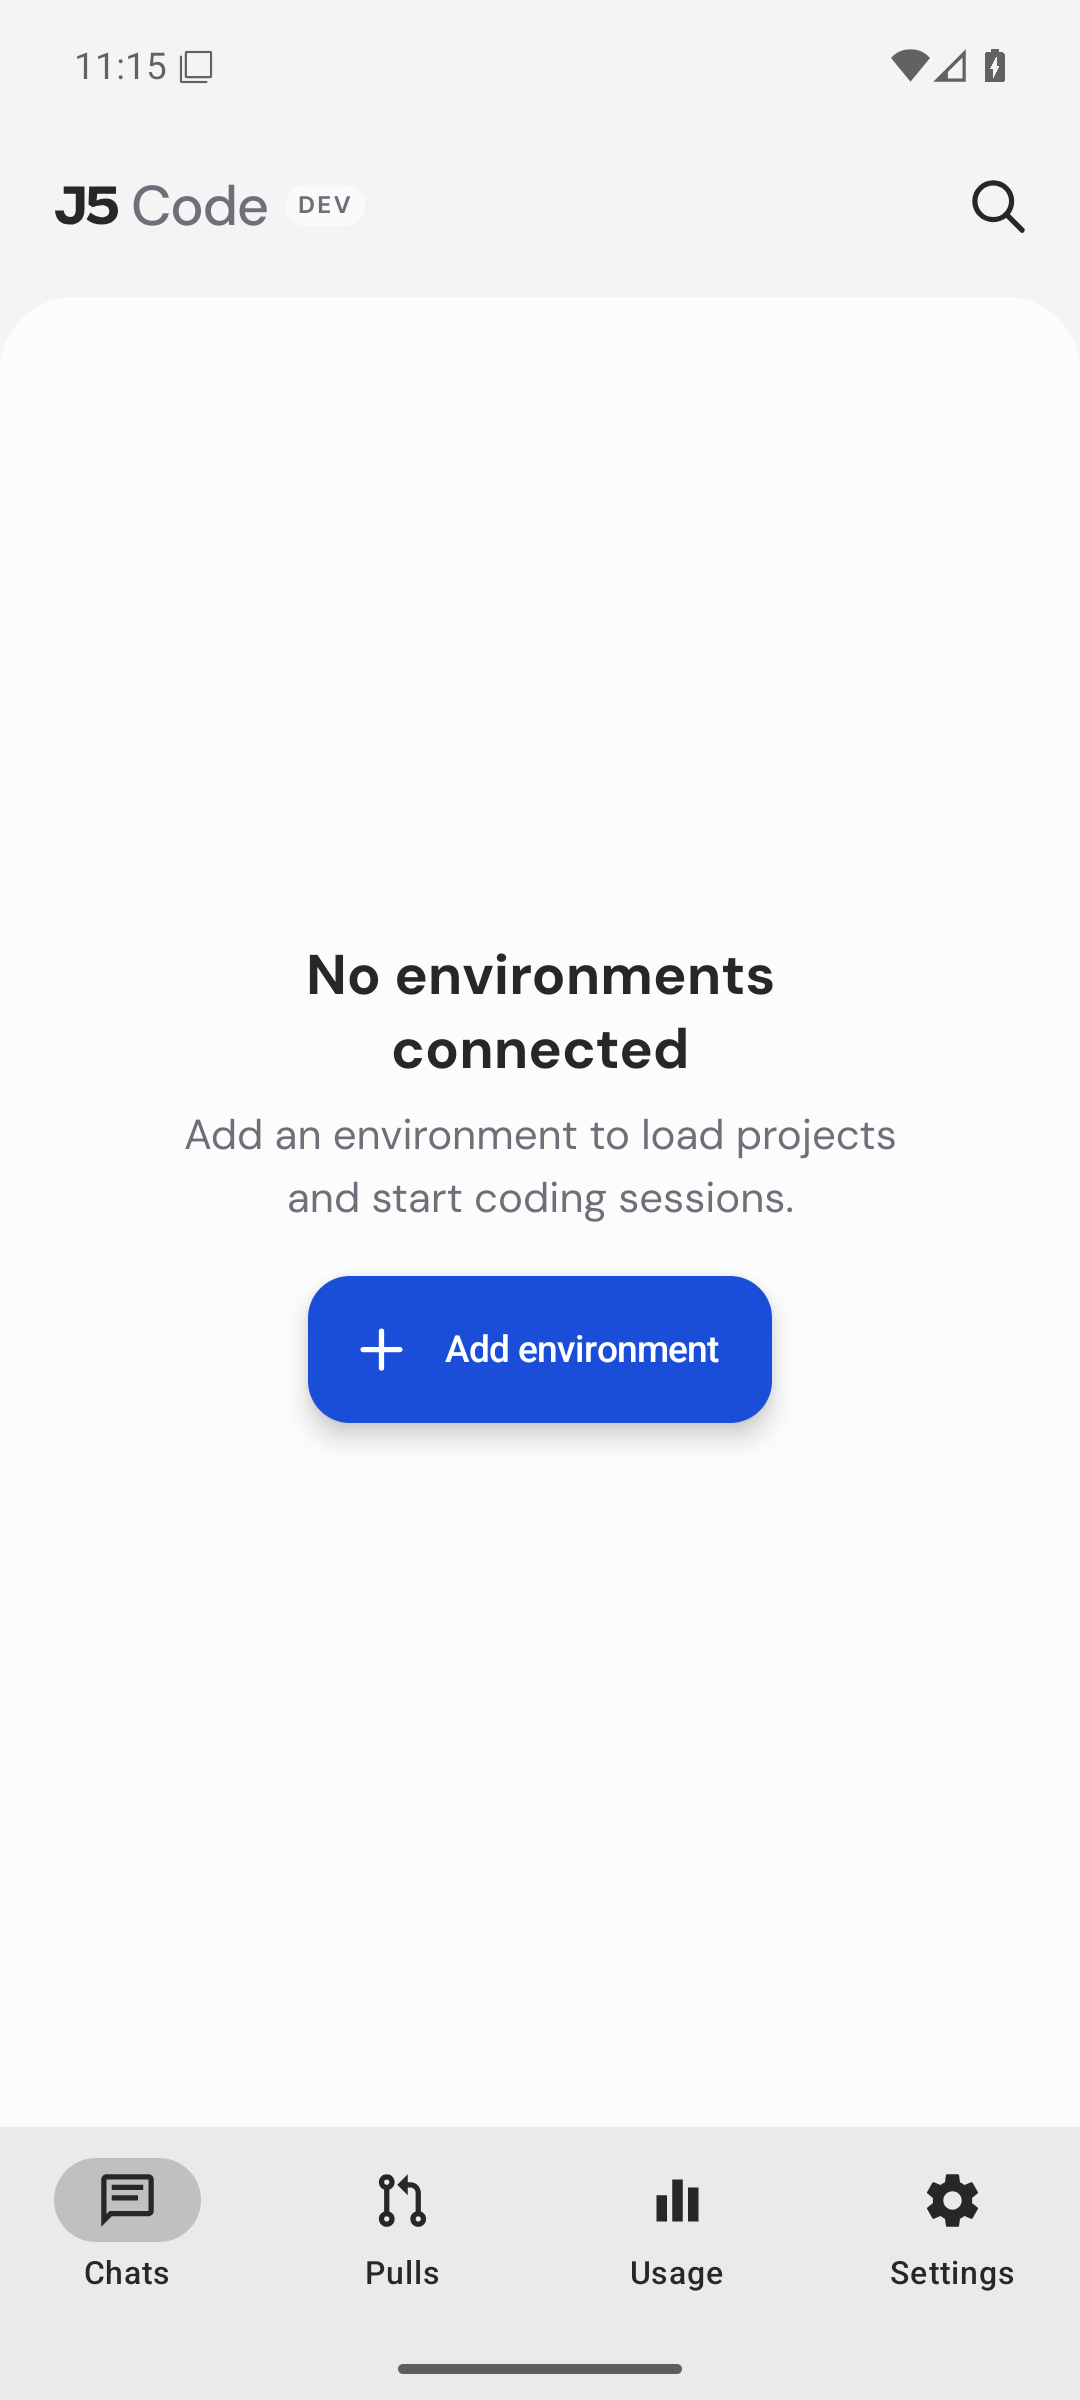 11:15
J5 Code DEV
No environments
connected
Add an environment to load projects
and start coding sessions.
Add environment
Chats
Pulls
Usage
Settings